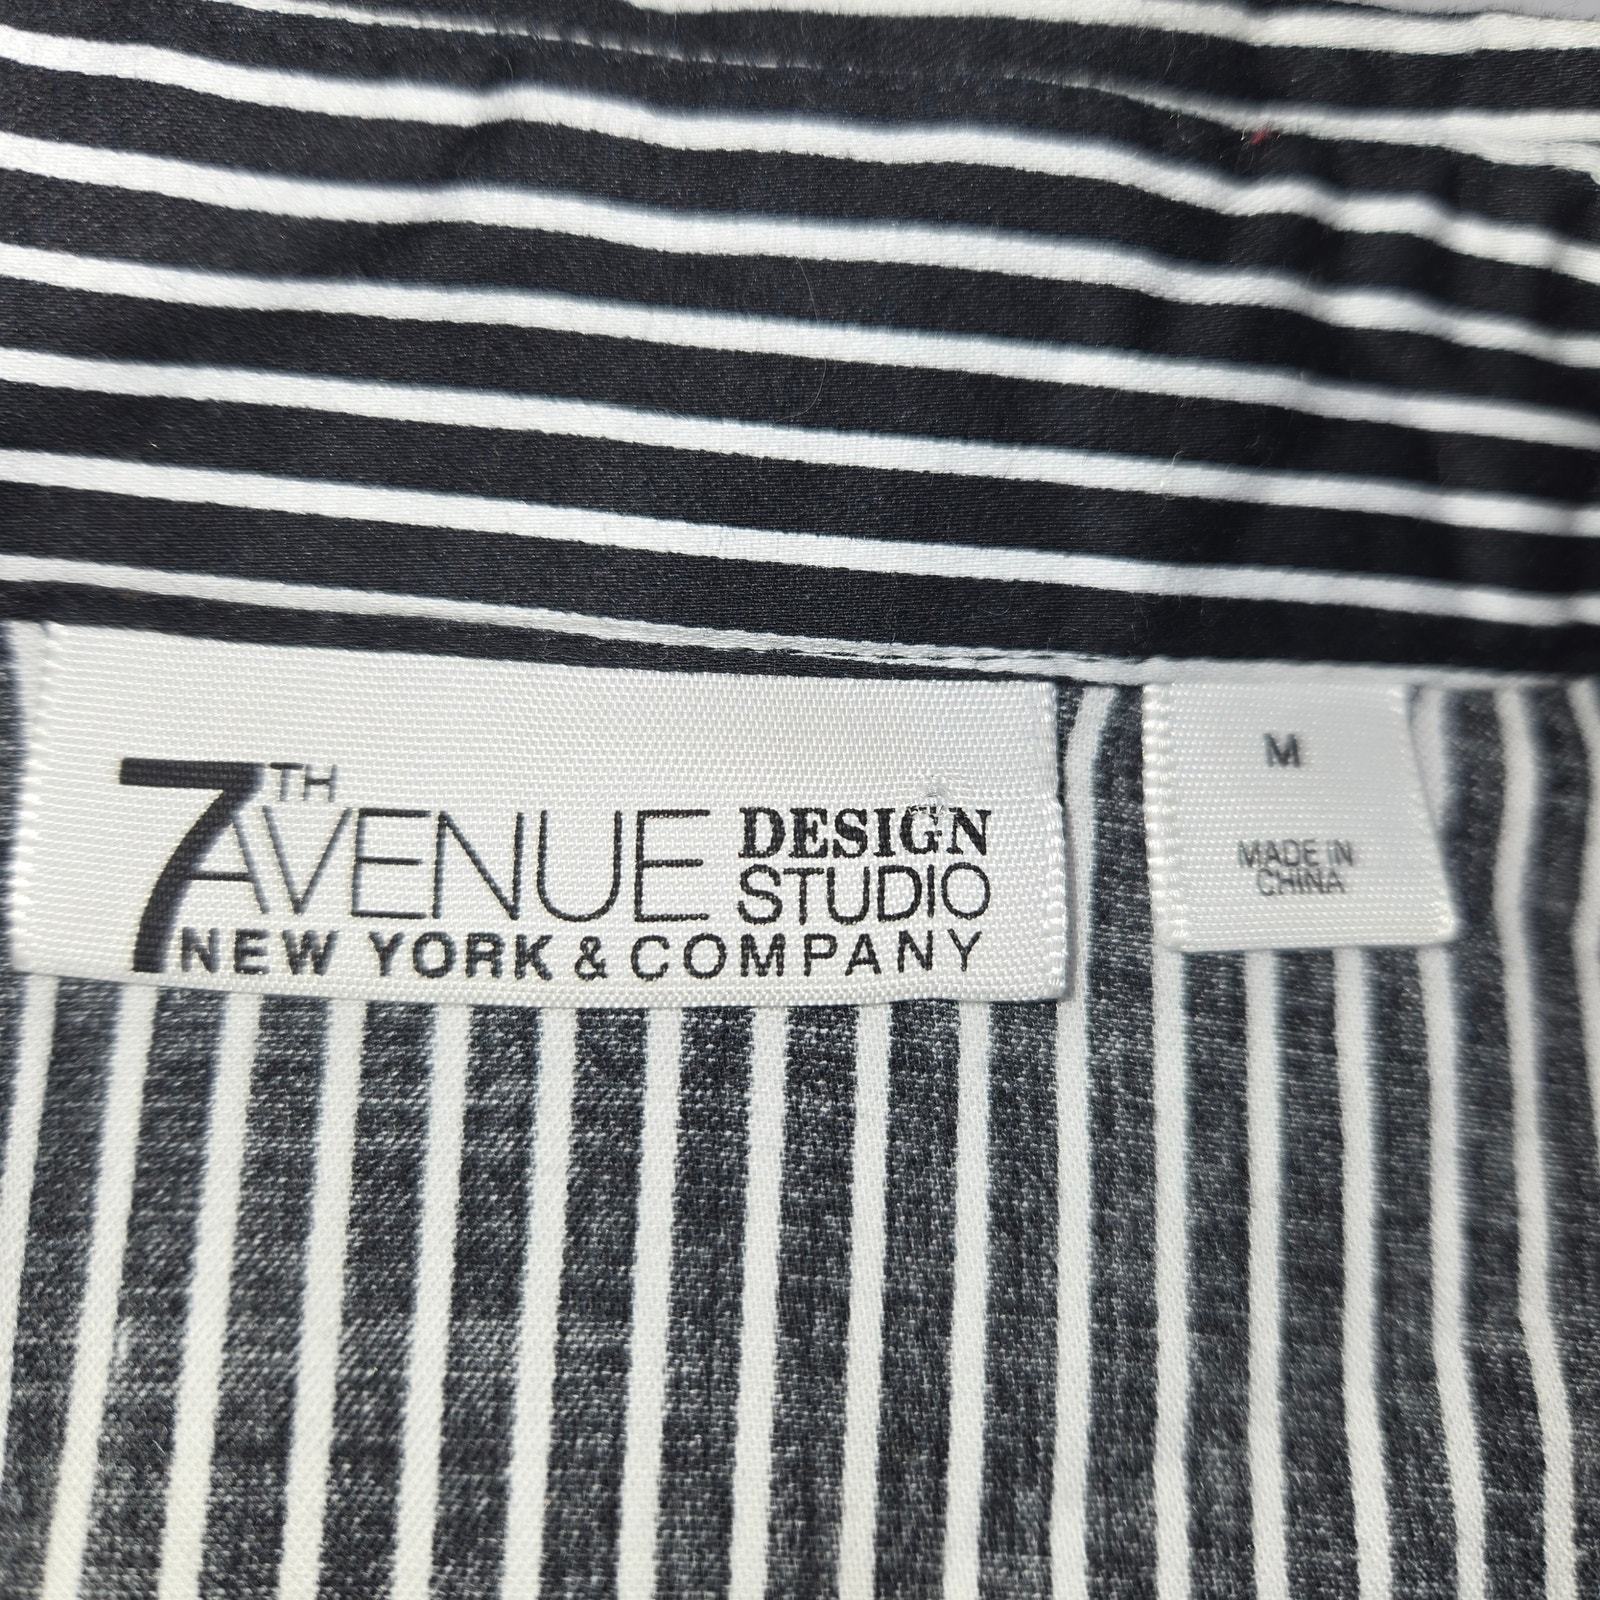 7TH AVENUE DESIGN STUDIO
NEW YORK & COMPANY
M
MADE IN
CHINA